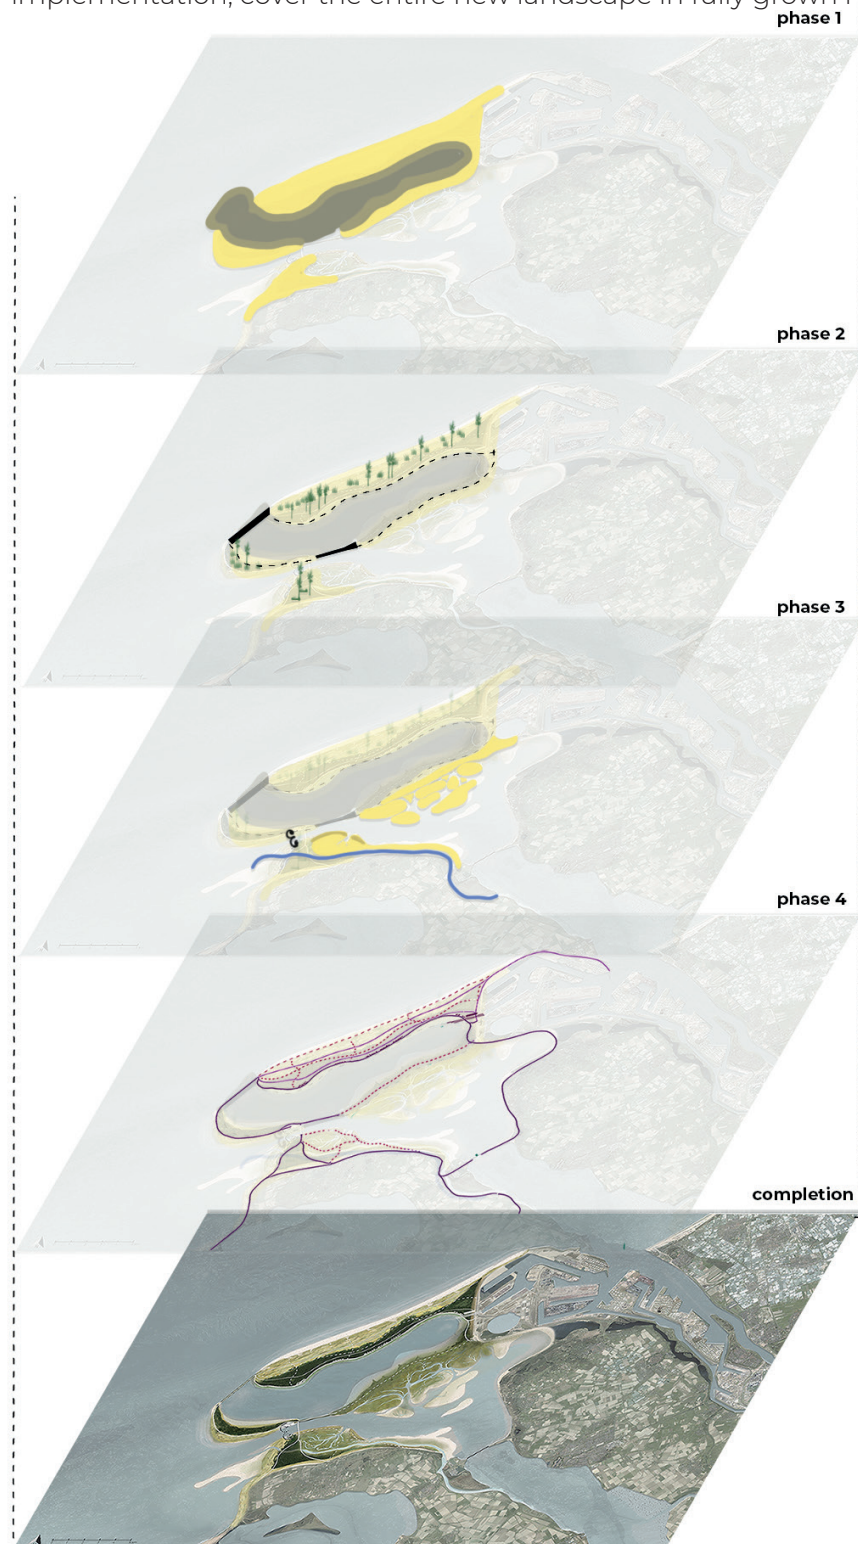 implementation, cover the entire new landscape in fully grown
phase 1
phase 2
phase 3
phase 4
completion